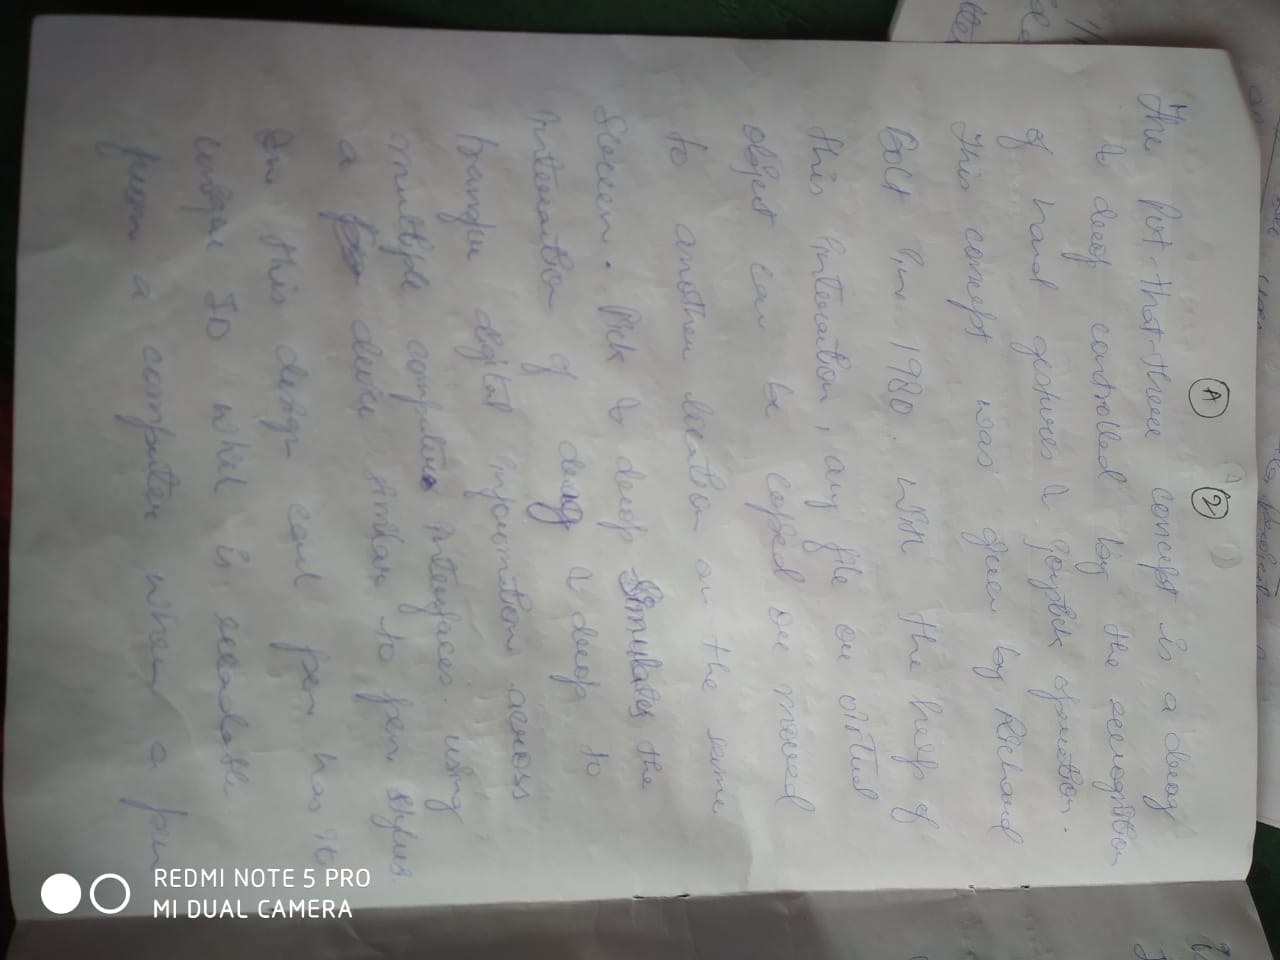 A 2
The Put-that-there concept is a drag
& drop controlled by the recognition
of hand gestures & joystick operation.
This concept was given by Richard
Bolt in 1980. With the help of
this interaction, any file or virtual
object can be copied or moved
to another location on the same
Screen. Pick & drop Simulates the
interaction of drag & drop to
transfer digital information across
multiple computers interfaces. using
a device similar to pen stylus.
In this design each pen has its
unique ID which is readable
from a computer when a pen
REDMI NOTE 5 PRO
MI DUAL CAMERA